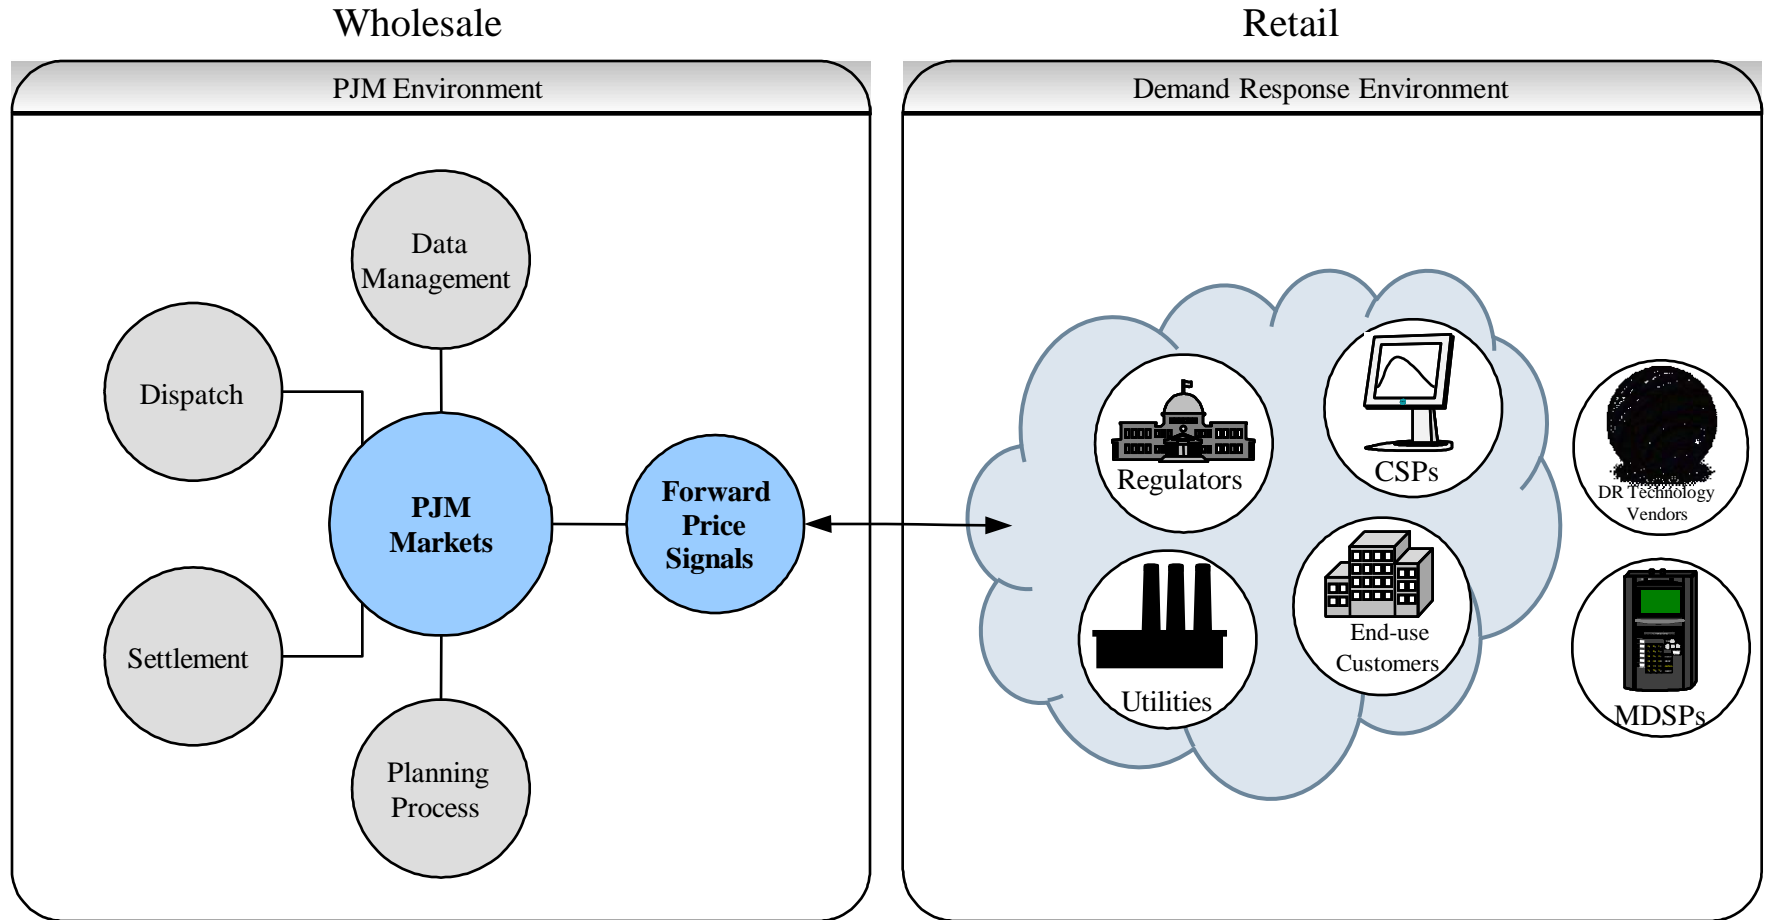 Wholesale
Retail
PJM Environment
Demand Response Environment
Data
Management
Dispatch
PJM
Markets
Forward
Price
Signals
Settlement
Planning
Process
Regulators
CSPs
DR Technology
Vendors
Utilities
End-use
Customers
MDSPs